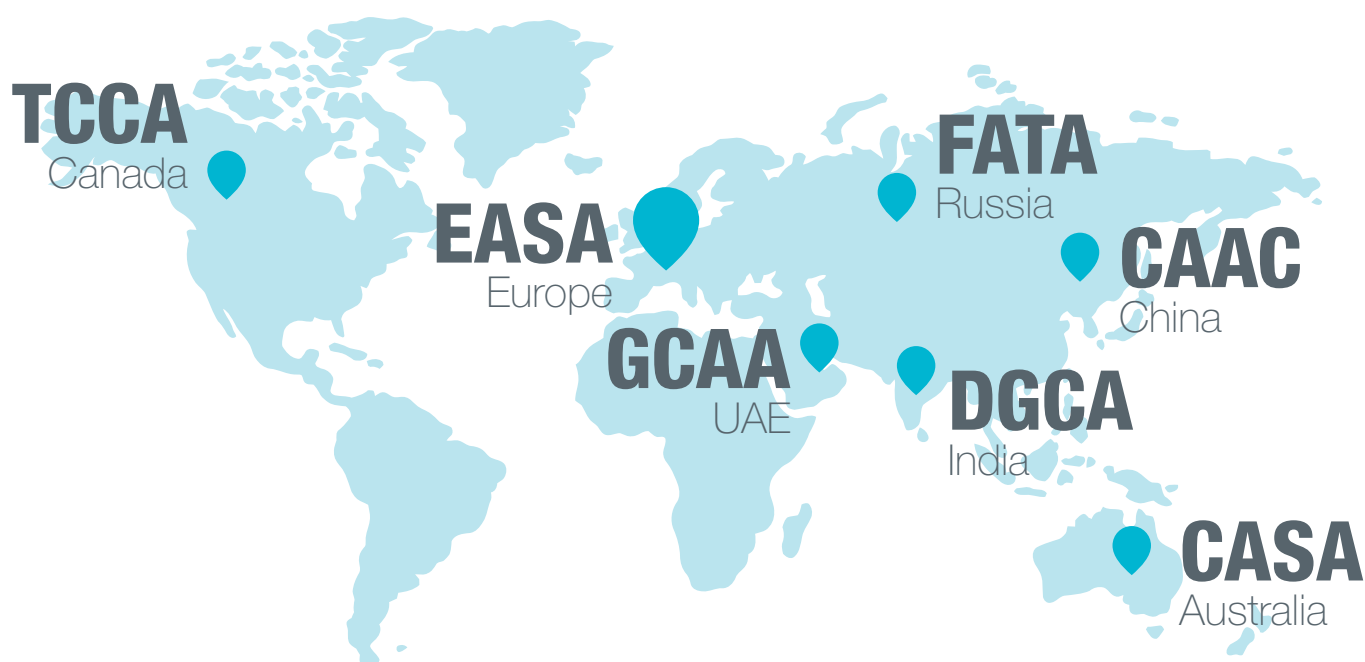 TCCA
Canada
FATA
Russia
EASA
Europe
CAAC
China
GCAA
UAE
DGCA
India
CASA
Australia